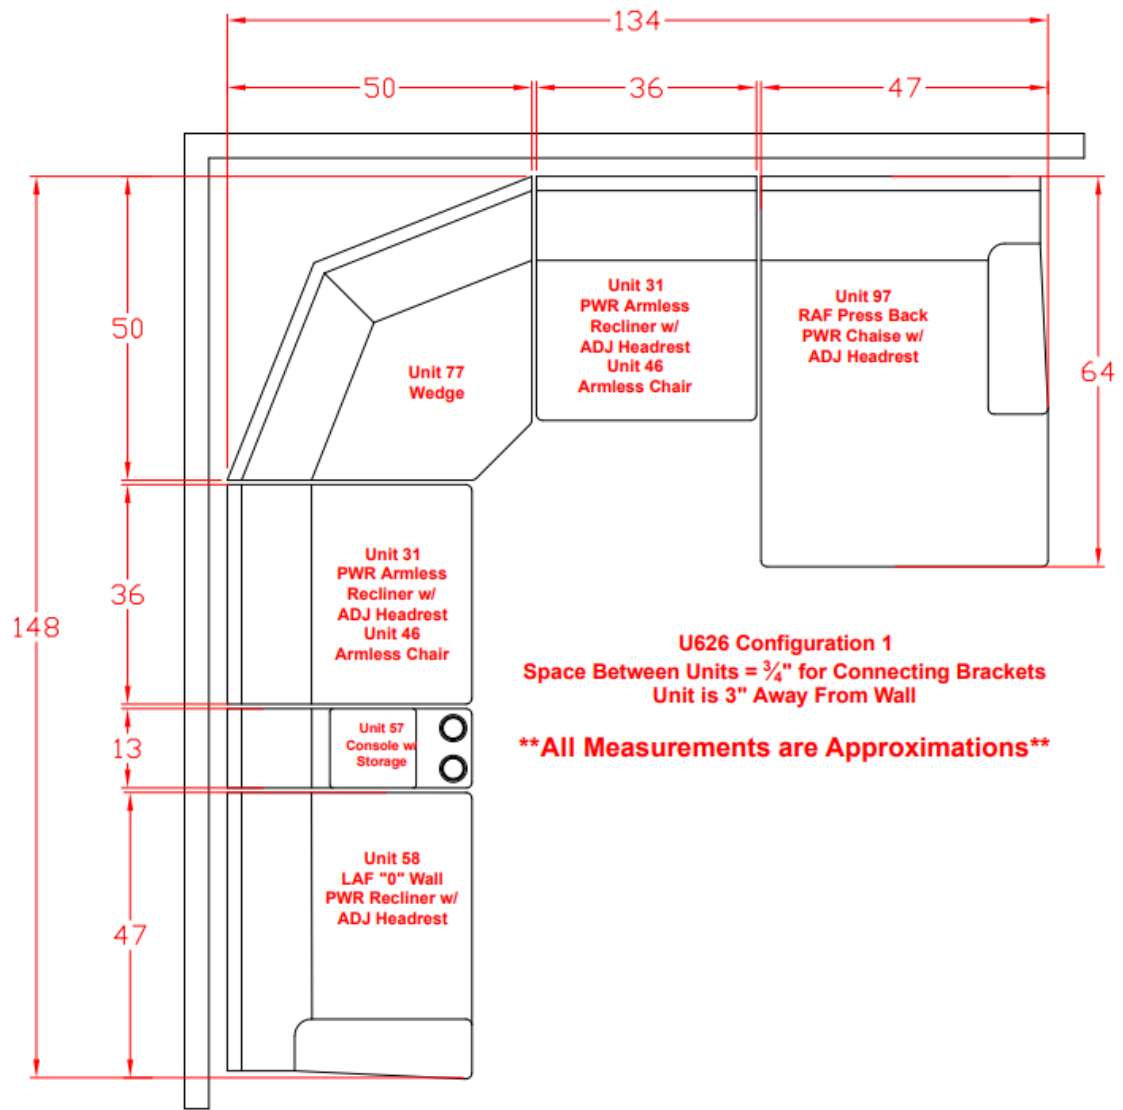 134
50
36
47
Unit 31
PWR Armless
Recliner w/
ADJ Headrest
Unit 46
Armless Chair
Unit 97
RAF Press Back
PWR Chaise w/
ADJ Headrest
50
Unit 77
Wedge
64
Unit 31
PWR Armless
Recliner w/
ADJ Headrest
Unit 46
Armless Chair
36
148
U626 Configuration 1
Space Between Units = ¾" for Connecting Brackets
Unit is 3" Away From Wall
**All Measurements are Approximations**
13
Unit 57
Console w/
Storage
Unit 58
LAF "0" Wall
PWR Recliner w/
ADJ Headrest
47